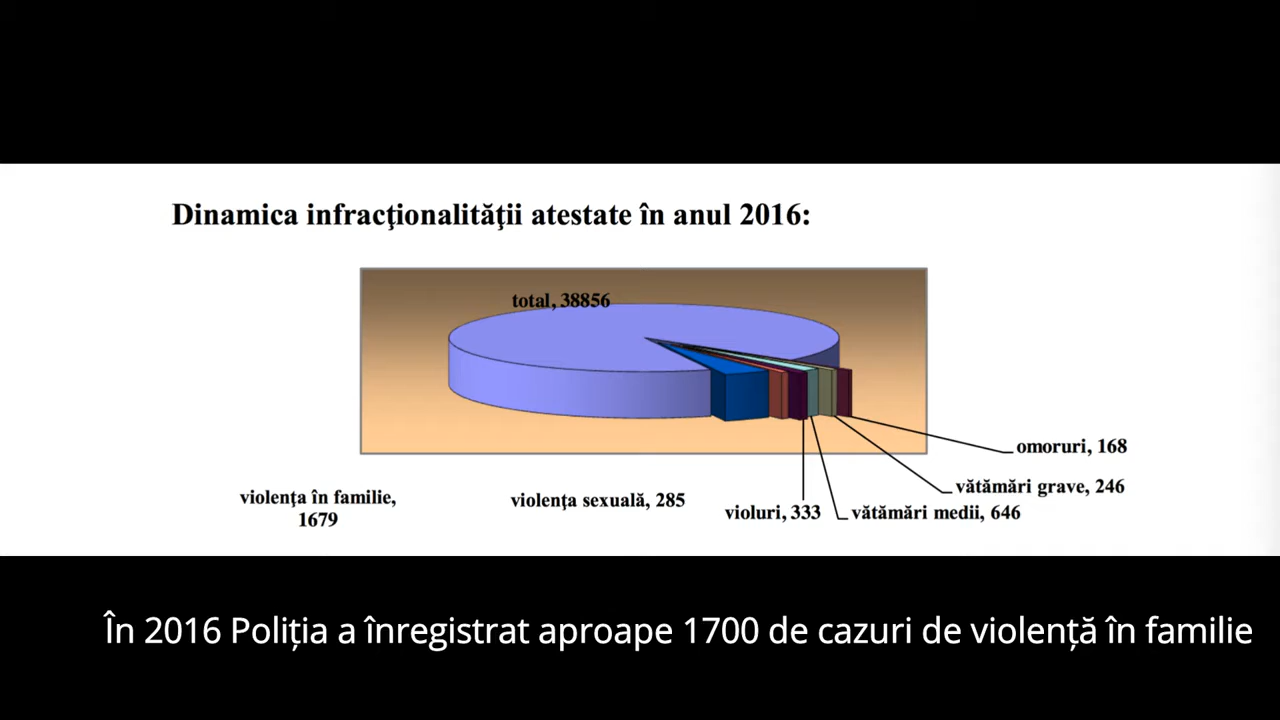 Dinamica infracţionalităţii atestate în anul 2016:
total, 38856
omoruri, 168
vătămări grave, 246
violenţa în familie,
1679
violenţa sexuală, 285
violuri, 333
vătămări medii, 646
În 2016 Poliția a înregistrat aproape 1700 de cazuri de violență în familie